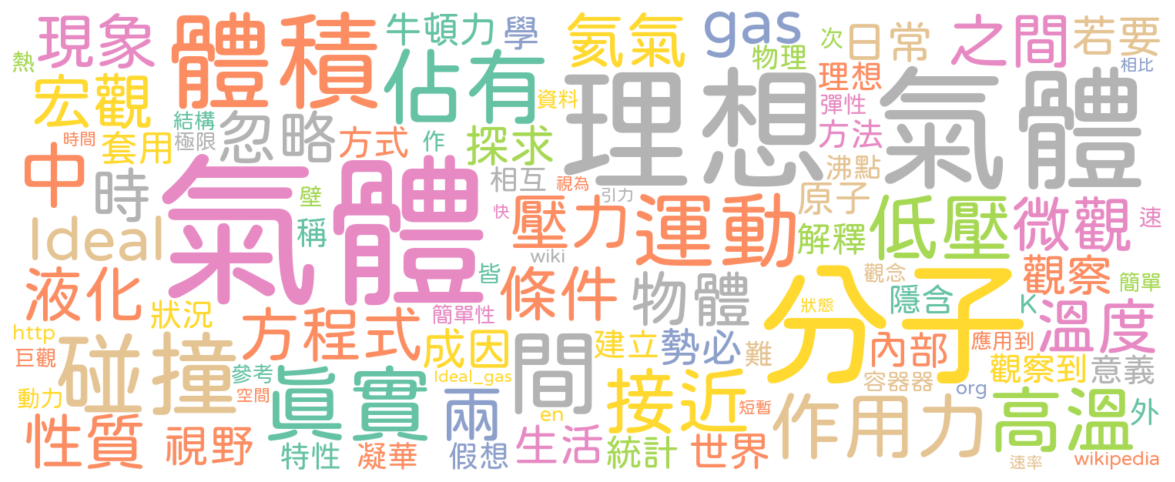 現象
熱
宏觀
時間
套用
結構
極限
體積
忽略
牛頓力
學
佔有
方式
作
探求
氦氣
資料
gas
物理
次
日常
理想
彈性
方法
沸點
之間
若要
相比
理想氣體
中
時
Ideal
氣體
壁
稱
相互
視為
引力
快
wiki
皆
壓力
運動
原子
解釋
低壓
微觀
速
液化
狀況
http
巨觀
動力
參考
空間
方程式
簡單性
條件
成因
Ideal_gas
間
物體
建立
勢必
難
觀念
狀態
分子
隱含
K
觀察
簡單
溫度
內部
應用到
容器器
org
觀察到
意義
碰撞
真實
兩
en
接近
短暫
作用力
高溫
外
性質
視野
特性
凝華
假想
生活
統計
世界
速率
wikipedia